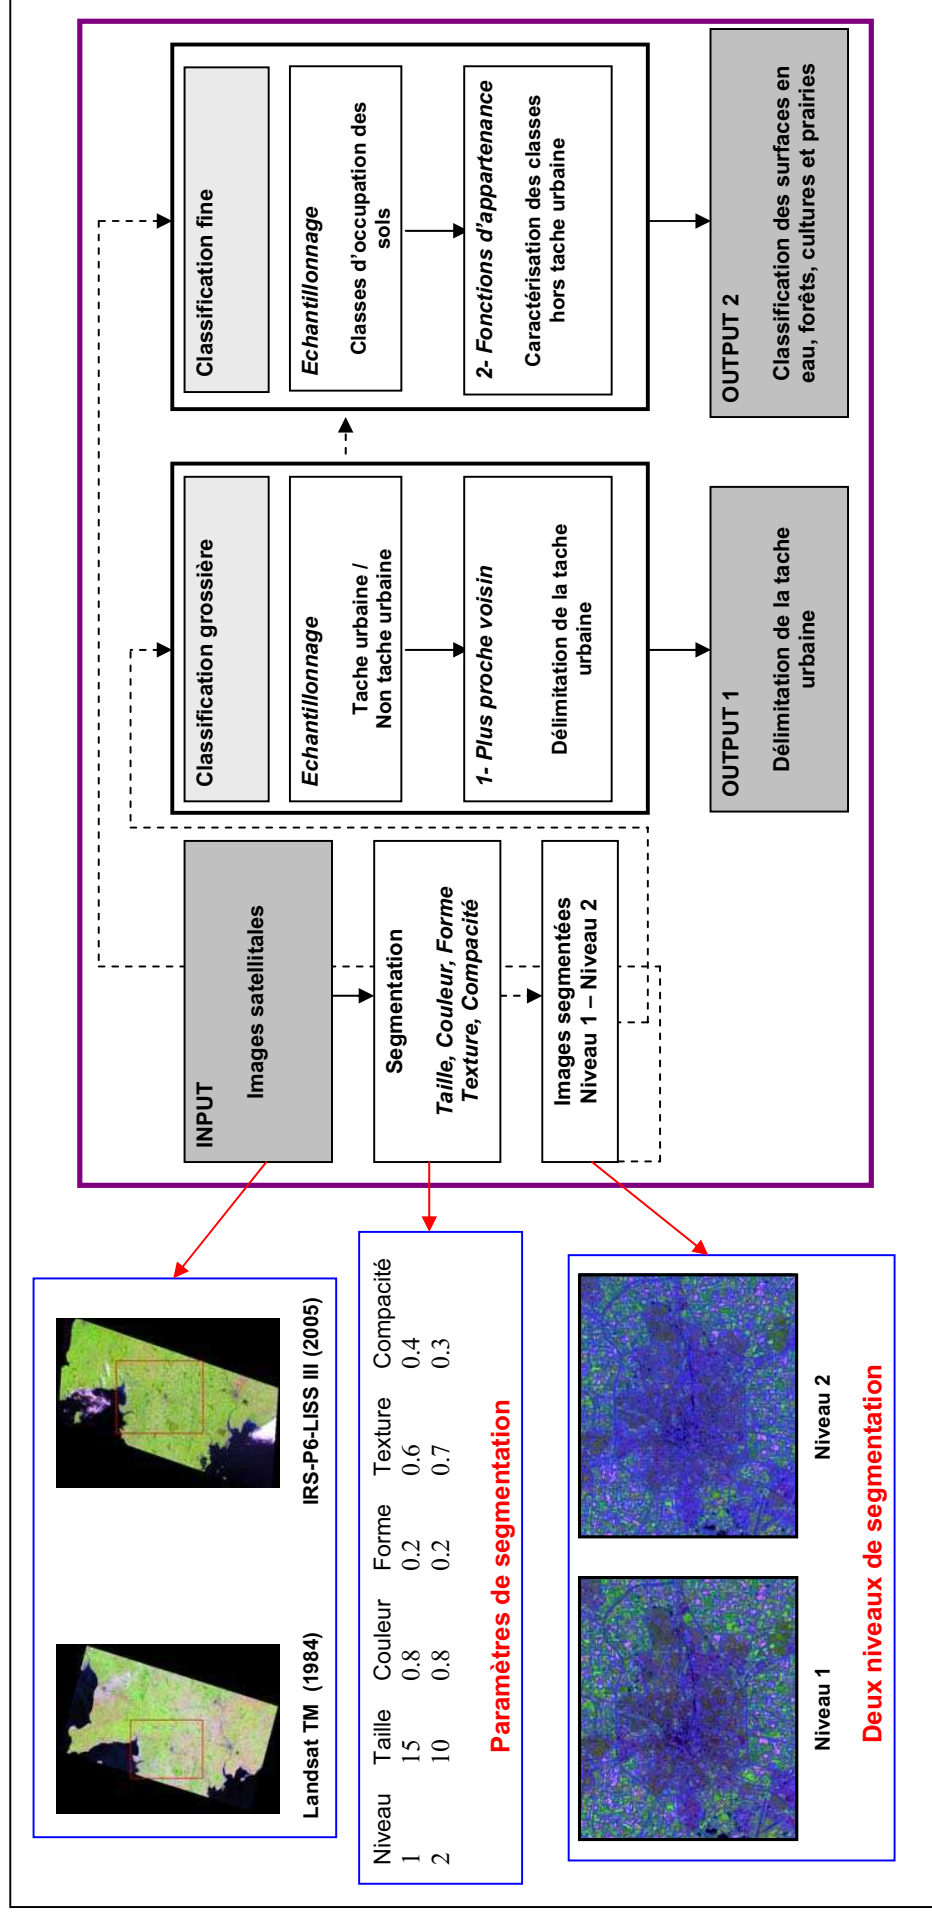 Landsat TM (1984)
IRS-P6-LISS III (2005)
Niveau Taille Couleur Forme Texture Compacité
1 15 0.8 0.2 0.6 0.4
2 10 0.8 0.2 0.7 0.3
Paramètres de segmentation
Niveau 1
Niveau 2
Deux niveaux de segmentation
INPUT
Images satellitales
Segmentation
Taille, Couleur, Forme
Texture, Compacité
Images segmentées
Niveau 1 – Niveau 2
Classification grossière
Echantillonnage
Tache urbaine /
Non tache urbaine
1- Plus proche voisin
Délimitation de la tache
urbaine
OUTPUT 1
Délimitation de la tache
urbaine
Classification fine
Echantillonnage
Classes d'occupation des
sols
2- Fonctions d'appartenance
Caractérisation des classes
hors tache urbaine
OUTPUT 2
Classification des surfaces en
eau, forêts, cultures et prairies